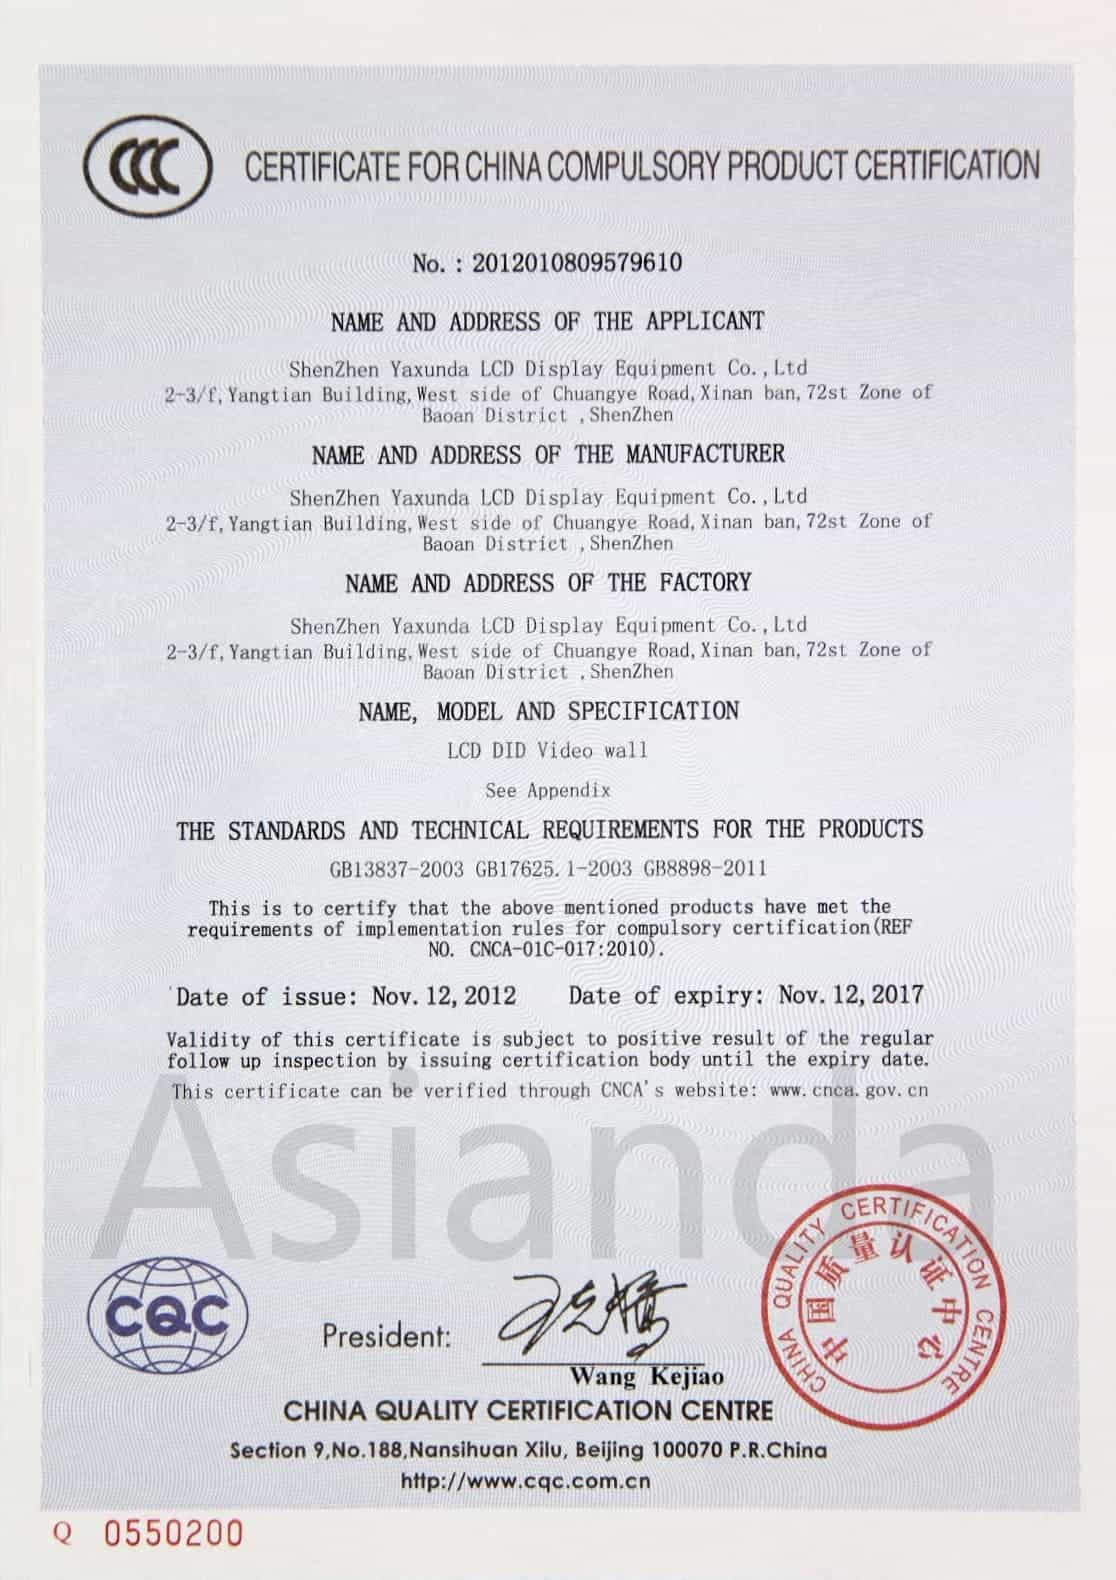 CCC
CERTIFICATE FOR CHINA COMPULSORY PRODUCT CERTIFICATION
No. : 2012010809579610
NAME AND ADDRESS OF THE APPLICANT
ShenZhen Yaxunda LCD Display Equipment Co.,Ltd
2-3/f,Yangtian Building,West side of Chuangye Road,Xinan ban,72st Zone of
Baoan District ,ShenZhen
NAME AND ADDRESS OF THE MANUFACTURER
ShenZhen Yaxunda LCD Display Equipment Co.,Ltd
2-3/f,Yangtian Building,West side of Chuangye Road,Xinan ban,72st Zone of
Baoan District ,ShenZhen
NAME AND ADDRESS OF THE FACTORY
ShenZhen Yaxunda LCD Display Equipment Co.,Ltd
2-3/f,Yangtian Building,West side of Chuangye Road,Xinan ban,72st Zone of
Baoan District ,ShenZhen
NAME, MODEL AND SPECIFICATION
LCD DID Video wall
See Appendix
THE STANDARDS AND TECHNICAL REQUIREMENTS FOR THE PRODUCTS
GB13837-2003 GB17625.1-2003 GB8898-2011
This is to certify that the above mentioned products have met the
requirements of implementation rules for compulsory certification(REF
NO. CNCA-01C-017:2010).
Date of issue: Nov.12,2012 Date of expiry: Nov.12,2017
Validity of this certificate is subject to positive result of the regular
follow up inspection by issuing certification body until the expiry date.
This certificate can be verified through CNCA's website: www.cnca.gov.cn
Asianda
CQC
President:
王克娇
Wang Kejiao
CHINA QUALITY CERTIFICATION CENTRE
中国质量认证中心
CHINA QUALITY CERTIFICATION CENTRE
Section 9,No.188,Nansihuan Xilu, Beijing 100070 P.R.China
http://www.cqc.com.cn
Q 0550200